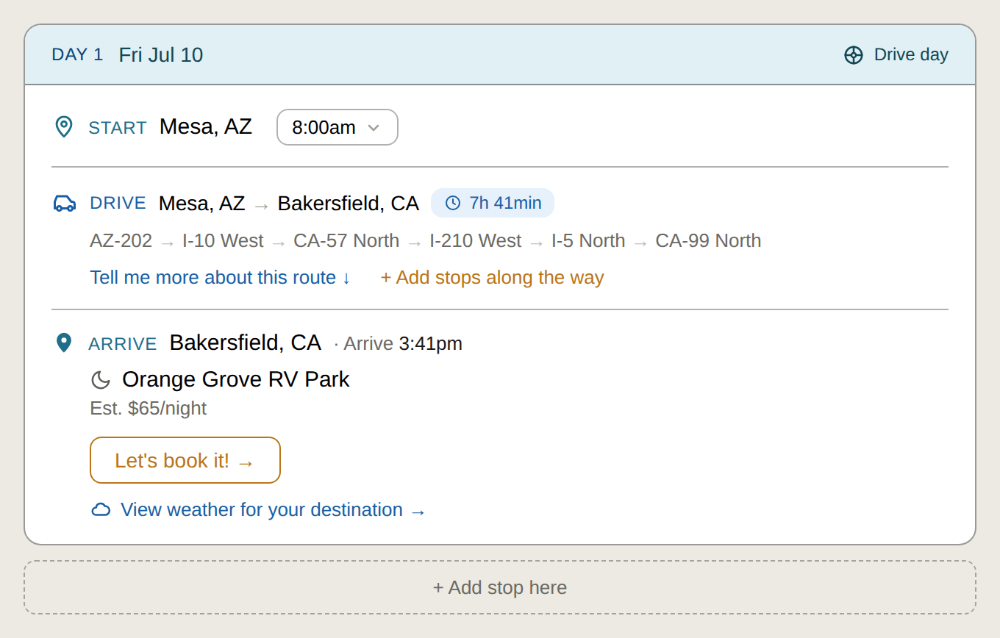 DAY 1 Fri Jul 10 Drive day
START Mesa, AZ 8:00am
DRIVE Mesa, AZ → Bakersfield, CA 7h 41min
AZ-202 → I-10 West → CA-57 North → I-210 West → I-5 North → CA-99 North
Tell me more about this route ↓ + Add stops along the way
ARRIVE Bakersfield, CA · Arrive 3:41pm
Orange Grove RV Park
Est. $65/night
Let's book it! →
View weather for your destination →
+ Add stop here